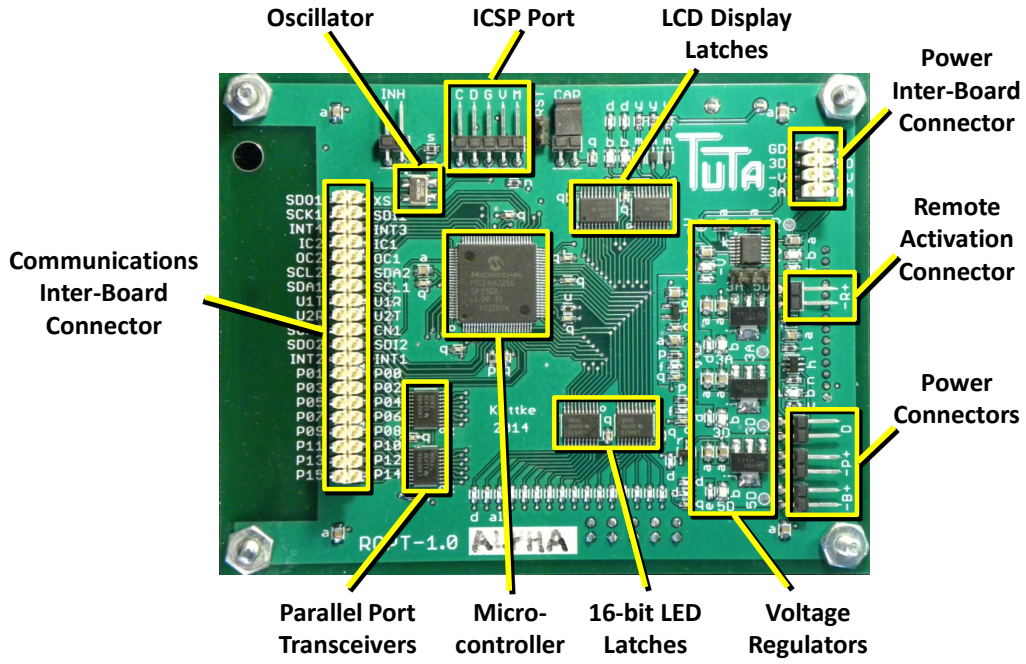 Oscillator
ICSP Port
LCD Display
Latches
Power
Inter-Board
Connector
Remote
Activation
Connector
Power
Connectors
Communications
Inter-Board
Connector
Parallel Port
Transceivers
Micro-
controller
16-bit LED
Latches
Voltage
Regulators
INH
C D G V M
CAP
TUTA
GD
3D
-V
3A
SDO1
SCK1
INT4 INT3
IC2 IC1
OC2 OC1
SCL2 SDA2
SDA1 SCL1
U1T U1R
U2R U2T
CN1
SDO2 SDI2
INT2 INT1
P01 P00
P03 P02
P05 P04
P07 P06
P09 P08
P11 P10
P13 P12
P15 P14
MICROCHIP
-R+
3A
3D
5D
-P+
-B+
2014
ROPT-1.0 ALPHA